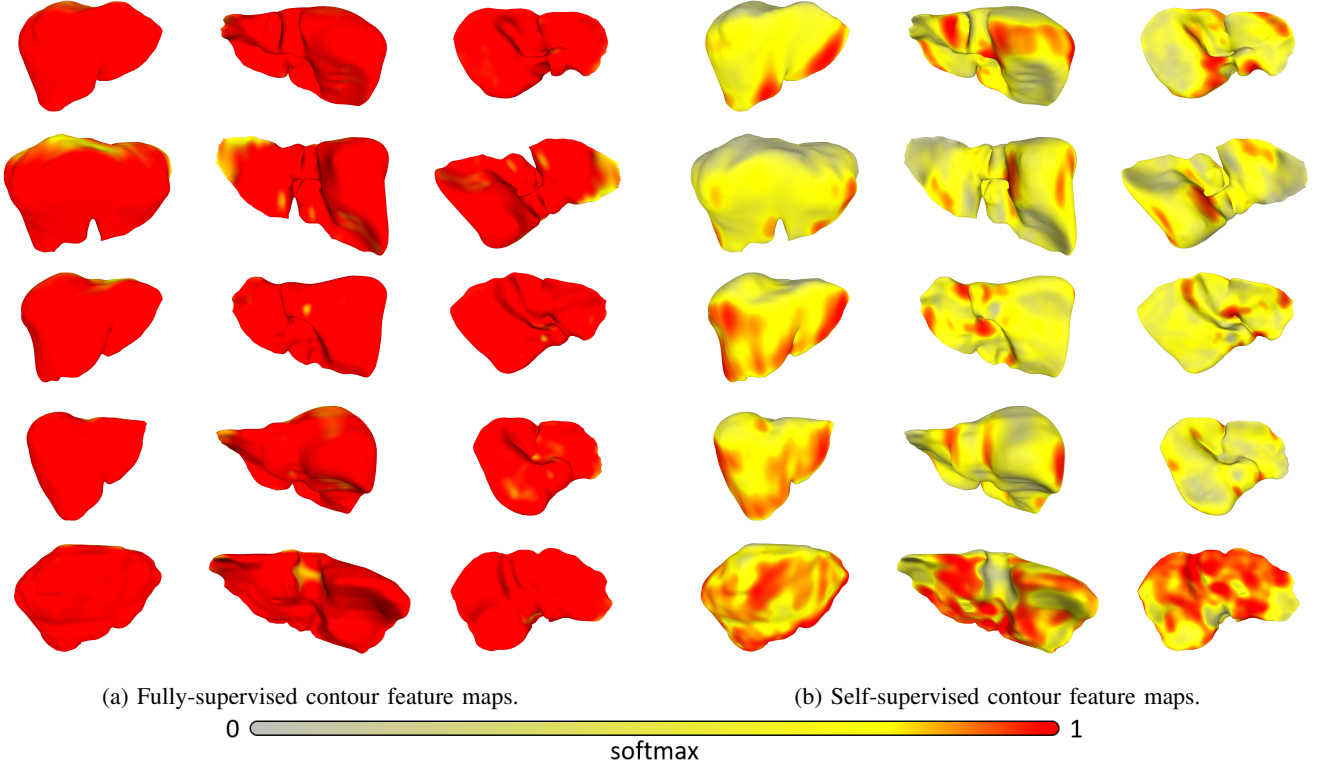 (a) Fully-supervised contour feature maps.
(b) Self-supervised contour feature maps.
0 1
softmax